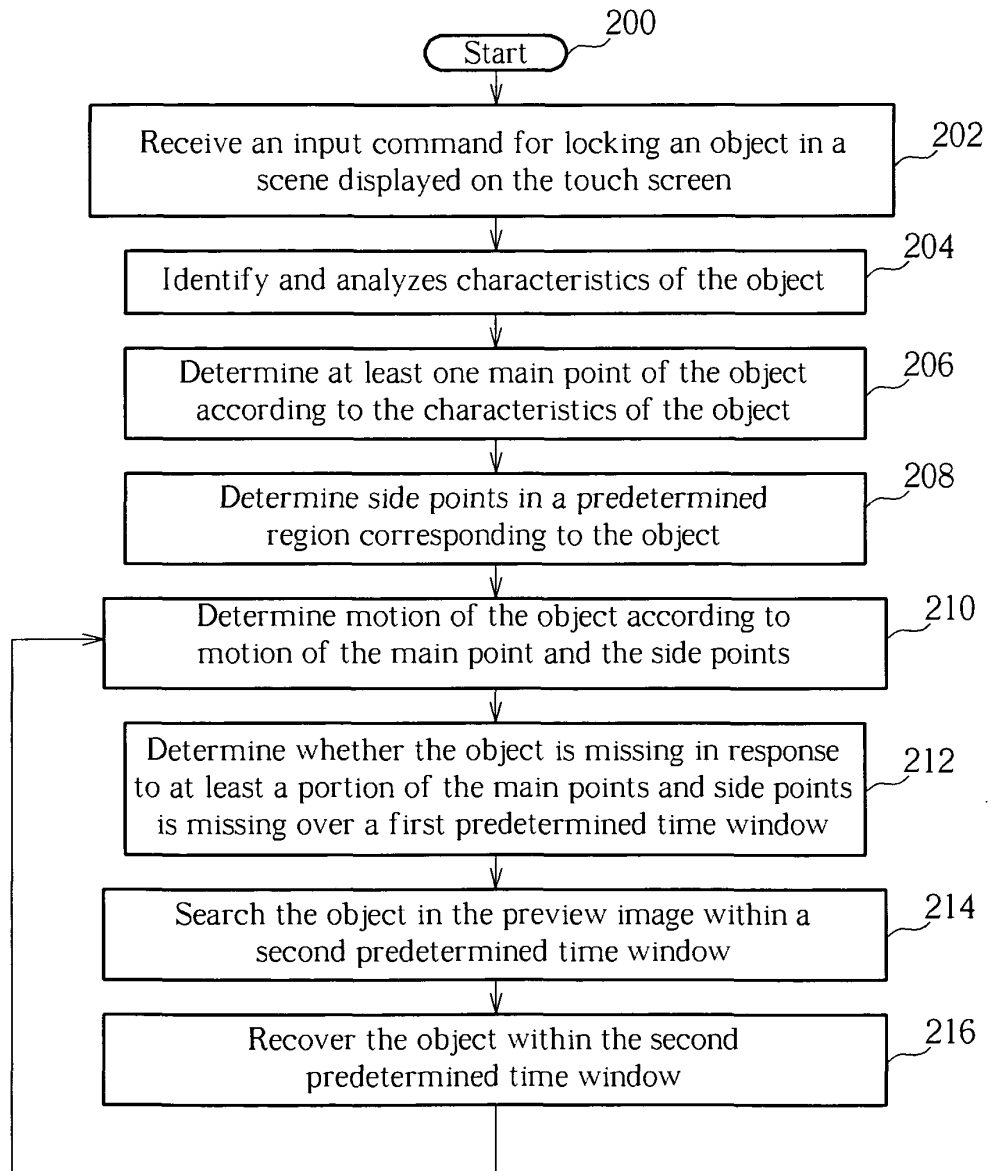 200
Start
202
Receive an input command for locking an object in a
scene displayed on the touch screen
204
Identify and analyzes characteristics of the object
206
Determine at least one main point of the object
according to the characteristics of the object
208
Determine side points in a predetermined
region corresponding to the object
210
Determine motion of the object according to
motion of the main point and the side points
212
Determine whether the object is missing in response
to at least a portion of the main points and side points
is missing over a first predetermined time window
214
Search the object in the preview image within a
second predetermined time window
216
Recover the object within the second
predetermined time window